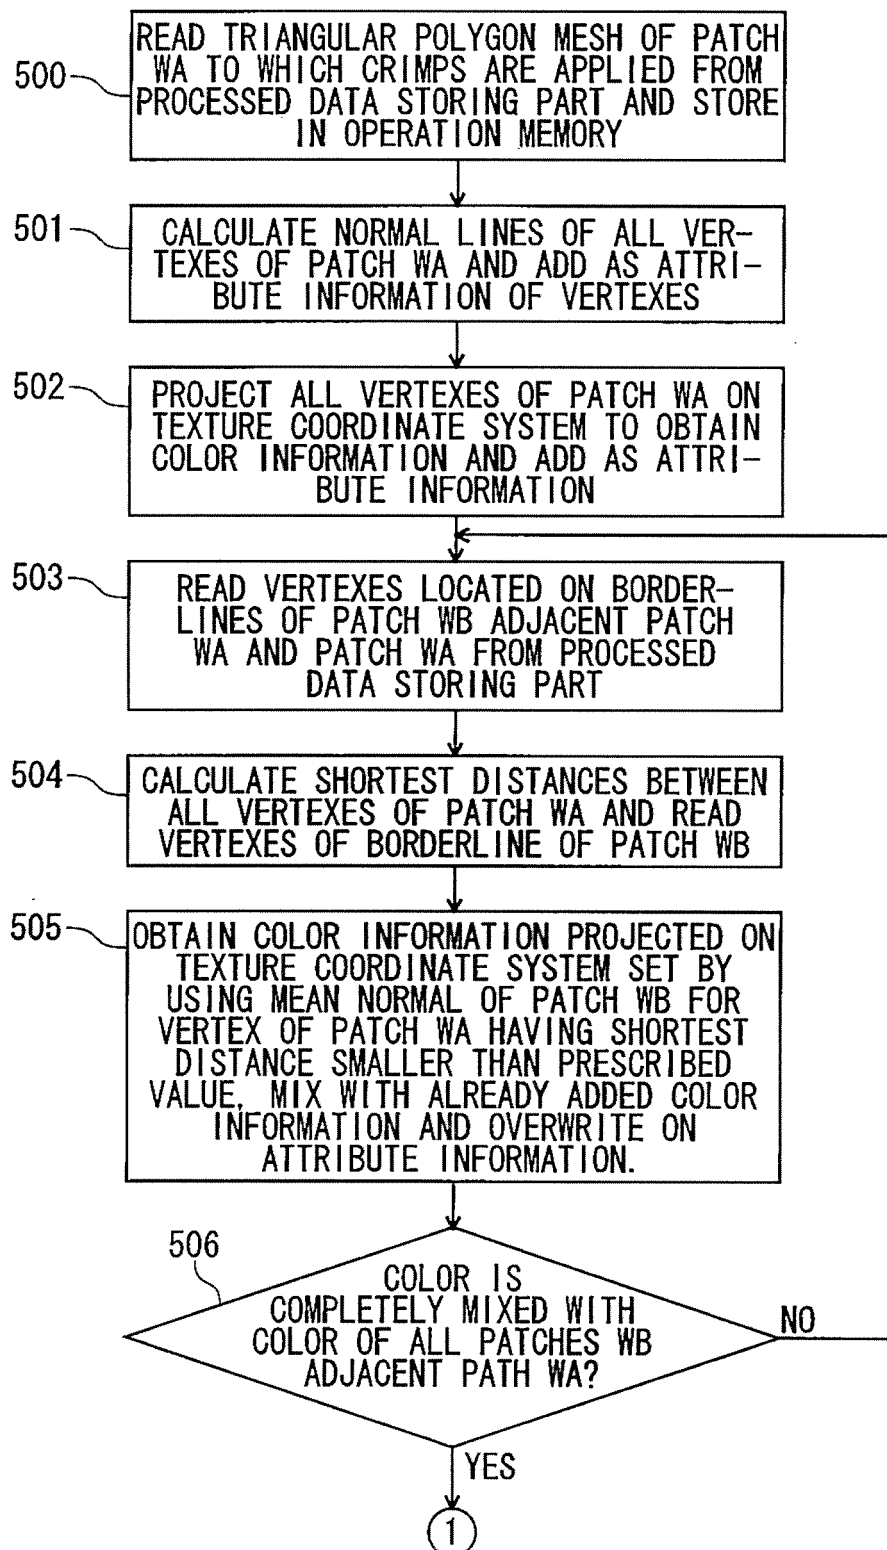 500
READ TRIANGULAR POLYGON MESH OF PATCH
WA TO WHICH CRIMPS ARE APPLIED FROM
PROCESSED DATA STORING PART AND STORE
IN OPERATION MEMORY
501
CALCULATE NORMAL LINES OF ALL VER-
TEXES OF PATCH WA AND ADD AS ATTRI-
BUTE INFORMATION OF VERTEXES
502
PROJECT ALL VERTEXES OF PATCH WA ON
TEXTURE COORDINATE SYSTEM TO OBTAIN
COLOR INFORMATION AND ADD AS ATTRI-
BUTE INFORMATION
503
READ VERTEXES LOCATED ON BORDER-
LINES OF PATCH WB ADJACENT PATCH
WA AND PATCH WA FROM PROCESSED
DATA STORING PART
504
CALCULATE SHORTEST DISTANCES BETWEEN
ALL VERTEXES OF PATCH WA AND READ
VERTEXES OF BORDERLINE OF PATCH WB
505
OBTAIN COLOR INFORMATION PROJECTED ON
TEXTURE COORDINATE SYSTEM SET BY
USING MEAN NORMAL OF PATCH WB FOR
VERTEX OF PATCH WA HAVING SHORTEST
DISTANCE SMALLER THAN PRESCRIBED
VALUE, MIX WITH ALREADY ADDED COLOR
INFORMATION AND OVERWRITE ON
ATTRIBUTE INFORMATION.
506
COLOR IS
COMPLETELY MIXED WITH
COLOR OF ALL PATCHES WB
ADJACENT PATH WA?
NO
YES
1